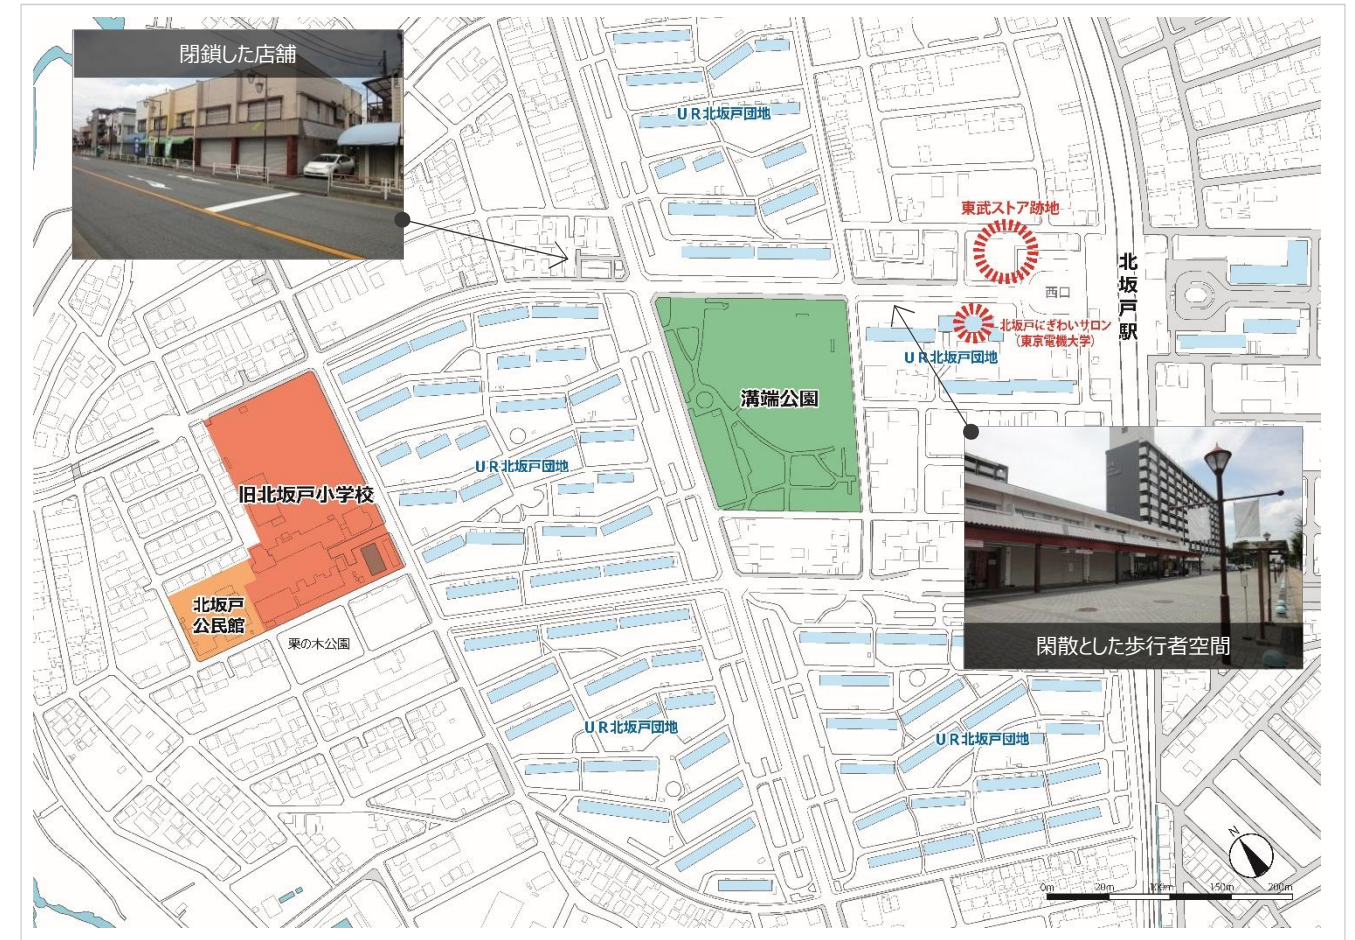 閉鎖した店舗
UR北坂戸団地
東武ストア跡地
北坂戸駅
西口
北坂戸にぎわいサロン
(東京電機大学)
UR北坂戸団地
溝端公園
UR北坂戸団地
旧北坂戸小学校
北坂戸
公民館
栗の木公園
閑散とした歩行者空間
UR北坂戸団地
UR北坂戸団地
N
0m 20m 100m 150m 200m